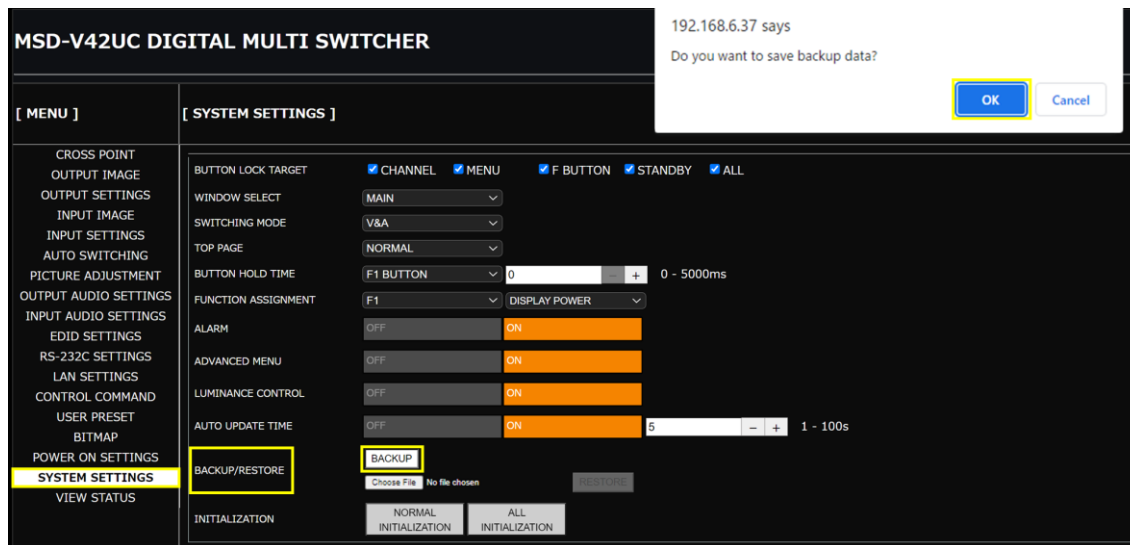 MSD-V42UC DIGITAL MULTI SWITCHER
192.168.6.37 says
Do you want to save backup data?
OK
Cancel
[ MENU ]
[ SYSTEM SETTINGS ]
CROSS POINT
OUTPUT IMAGE
OUTPUT SETTINGS
INPUT IMAGE
INPUT SETTINGS
AUTO SWITCHING
PICTURE ADJUSTMENT
OUTPUT AUDIO SETTINGS
INPUT AUDIO SETTINGS
EDID SETTINGS
RS-232C SETTINGS
LAN SETTINGS
CONTROL COMMAND
USER PRESET
BITMAP
POWER ON SETTINGS
SYSTEM SETTINGS
VIEW STATUS
BUTTON LOCK TARGET CHANNEL MENU F BUTTON STANDBY ALL
WINDOW SELECT MAIN
SWITCHING MODE V&A
TOP PAGE NORMAL
BUTTON HOLD TIME F1 BUTTON 0 - + 0 - 5000ms
FUNCTION ASSIGNMENT F1 DISPLAY POWER
ALARM OFF ON
ADVANCED MENU OFF ON
LUMINANCE CONTROL OFF ON
AUTO UPDATE TIME OFF ON 5 - + 1 - 100s
BACKUP/RESTORE
BACKUP
Choose File No file chosen RESTORE
INITIALIZATION
NORMAL INITIALIZATION
ALL INITIALIZATION